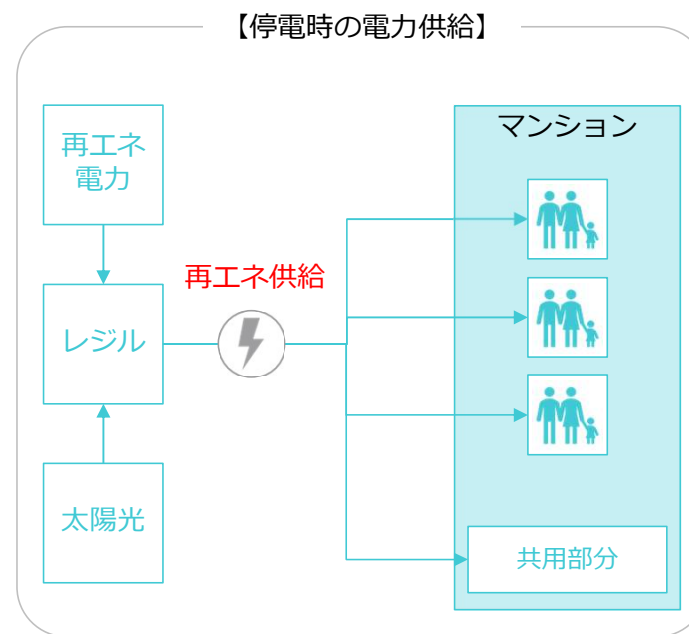 【停電時の電力供給】
マンション
再エネ
電力
再エネ供給
レジル
太陽光
共用部分